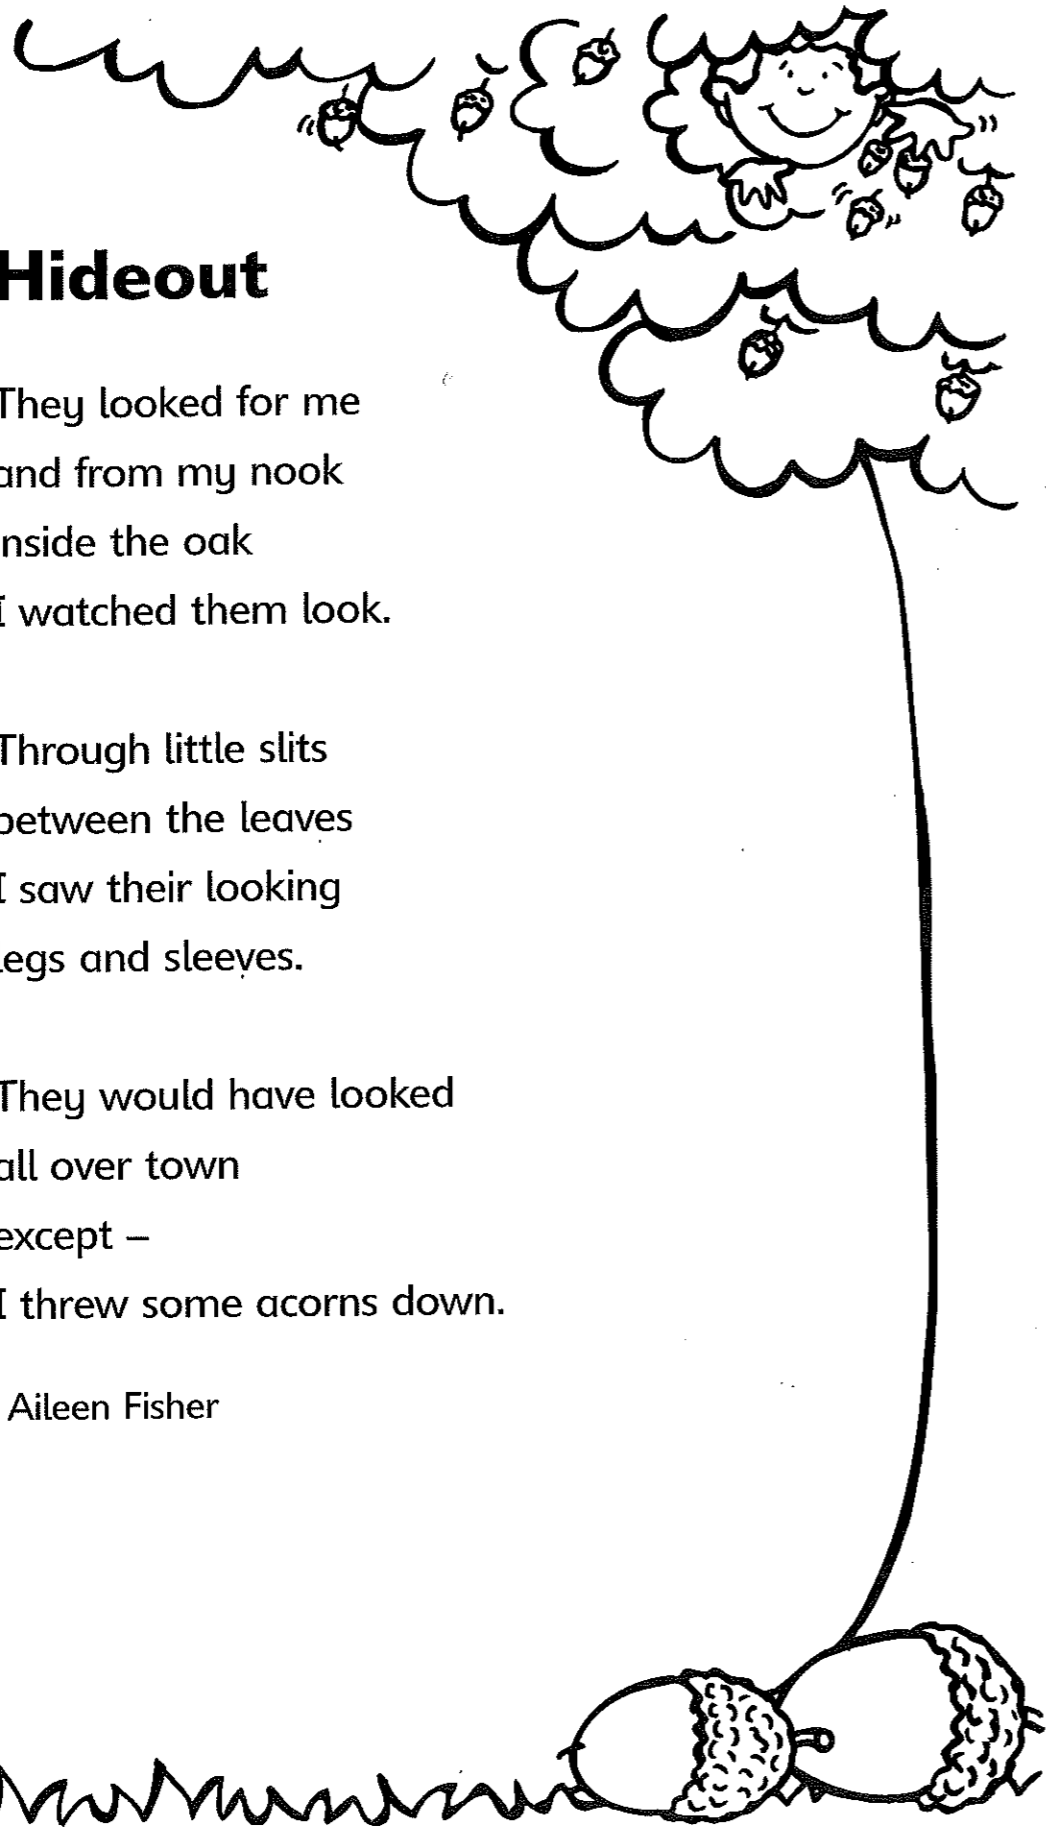 Hideout
They looked for me
and from my nook
inside the oak
I watched them look.
Through little slits
between the leaves
I saw their looking
legs and sleeves.
They would have looked
all over town
except –
I threw some acorns down.
Aileen Fisher